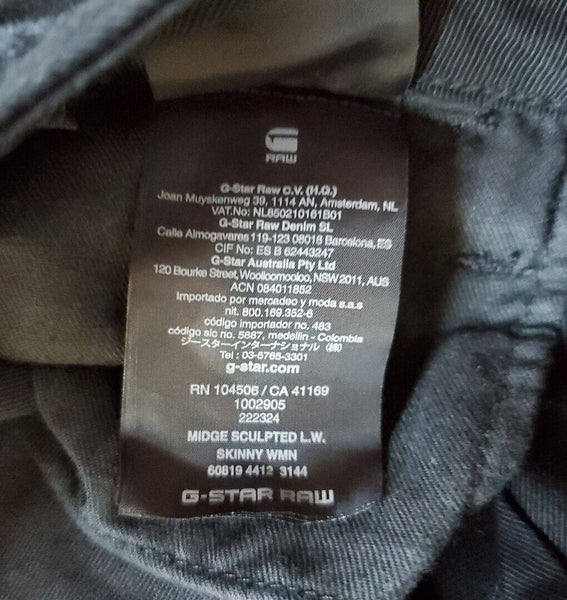 RAW
G-Star Raw C.V. (H.Q.)
Joan Muyskenweg 39, 1114 AN, Amsterdam, NL
VAT.No: NL850210161B01
G-Star Raw Denim SL
Calle Almogavares 119-123 08018 Barcelona, ES
CIF No: ES B 62443247
G-Star Australia Pty Ltd
120 Bourke Street, Woolloomooloo, NSW 2011, AUS
ACN 084011852
Importado por mercadeo y moda s.a.s
nit. 800.169.352-6
código importador no. 483
código sic no. 5887, medellin - Colombia
ジースターインターナショナル (株)
Tel : 03-5765-3301
g-star.com
RN 104506 / CA 41169
1002905
222324
MIDGE SCULPTED L.W.
SKINNY WMN
60819 4412 3144
G-STAR RAW